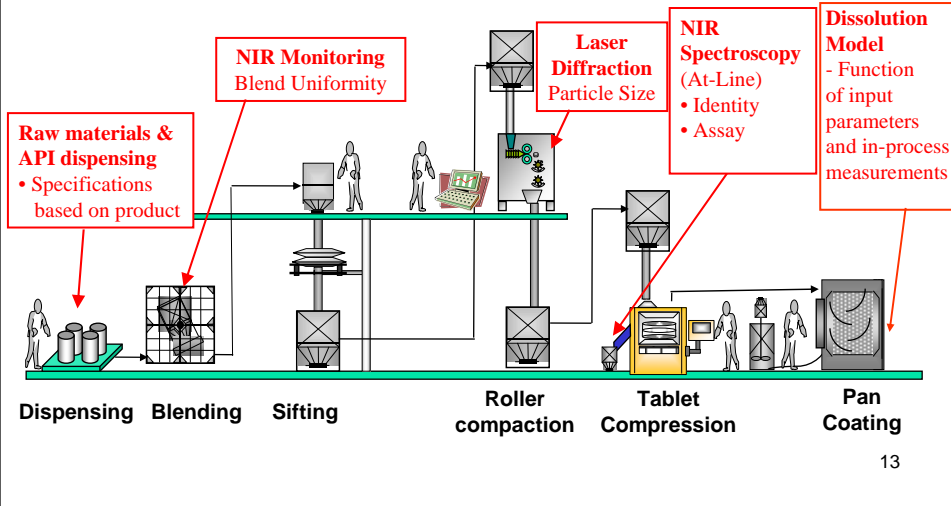 Raw materials &
API dispensing
• Specifications
based on product
NIR Monitoring
Blend Uniformity
Laser
Diffraction
Particle Size
NIR
Spectroscopy
(At-Line)
• Identity
• Assay
Dissolution
Model
- Function
of input
parameters
and in-process
measurements
Dispensing
Blending
Sifting
Roller
compaction
Tablet
Compression
Pan
Coating
13